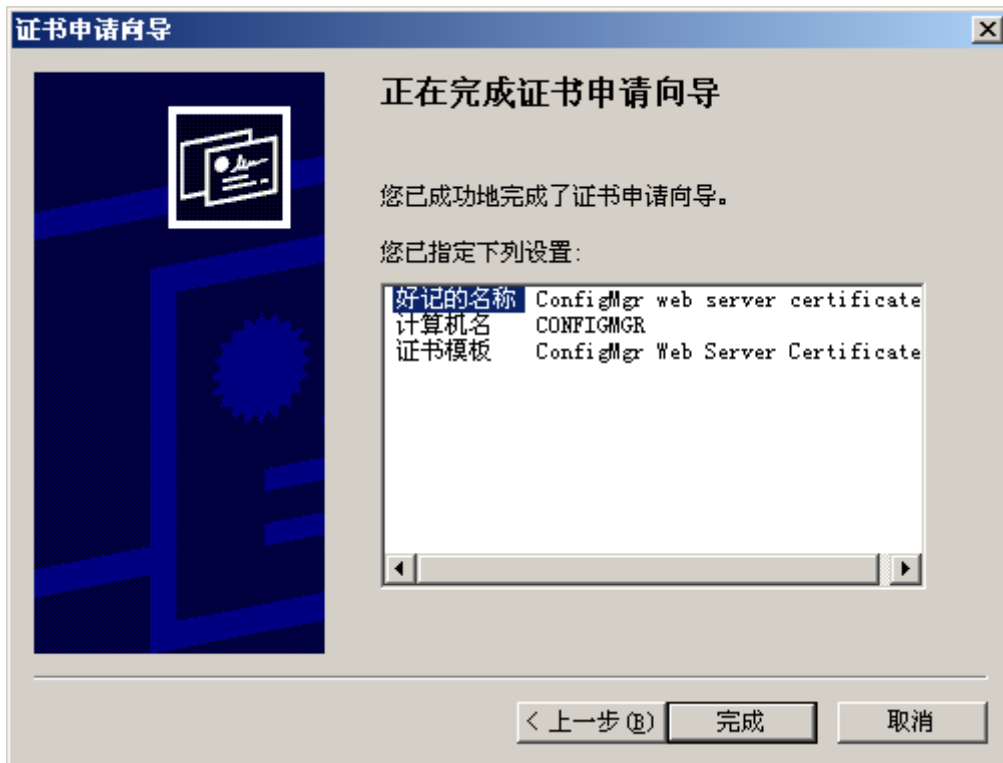 证书申请向导
正在完成证书申请向导
您已成功地完成了证书申请向导。
您已指定下列设置:
好记的名称 ConfigMgr web server certificate
计算机名 CONFIGMGR
证书模板 ConfigMgr Web Server Certificate
< 上一步(B) 完成 取消